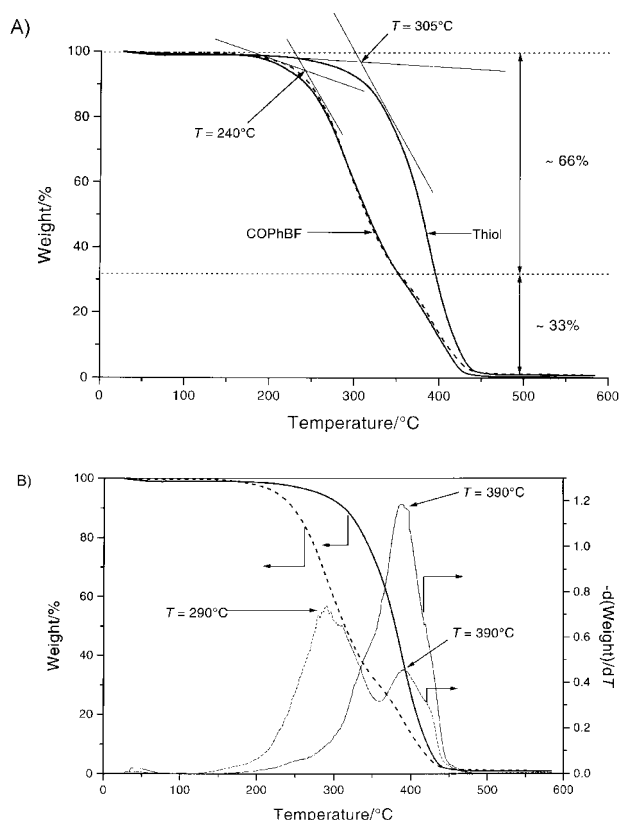 A)
T = 305°C
100
80
60
40
20
0
T = 240°C
COPhBF
Thiol
~ 66%
~ 33%
Weight/%
0
100
200
300
400
500
600
Temperature/°C
B)
100
80
60
40
20
0
T = 390°C
T = 290°C
T = 390°C
1.2
1.0
0.8
0.6
0.4
0.2
0.0
Weight/%
-d(Weight)/dT
0
100
200
300
400
500
600
Temperature/°C